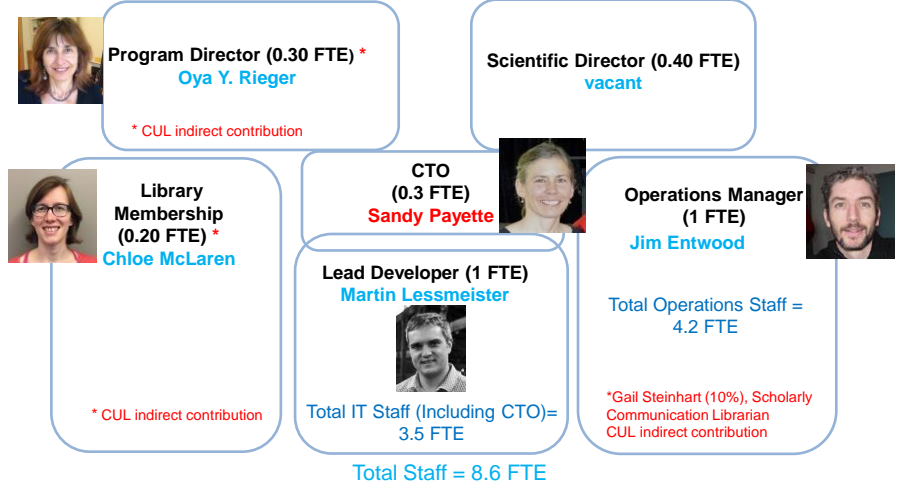 Program Director (0.30 FTE) *
Oya Y. Rieger
* CUL indirect contribution
Scientific Director (0.40 FTE)
vacant
Library
Membership
(0.20 FTE) *
Chloe McLaren
* CUL indirect contribution
CTO
(0.3 FTE)
Sandy Payette
Lead Developer (1 FTE)
Martin Lessmeister
Total IT Staff (Including CTO)=
3.5 FTE
Operations Manager
(1 FTE)
Jim Entwood
Total Operations Staff =
4.2 FTE
*Gail Steinhart (10%), Scholarly
Communication Librarian
CUL indirect contribution
Total Staff = 8.6 FTE